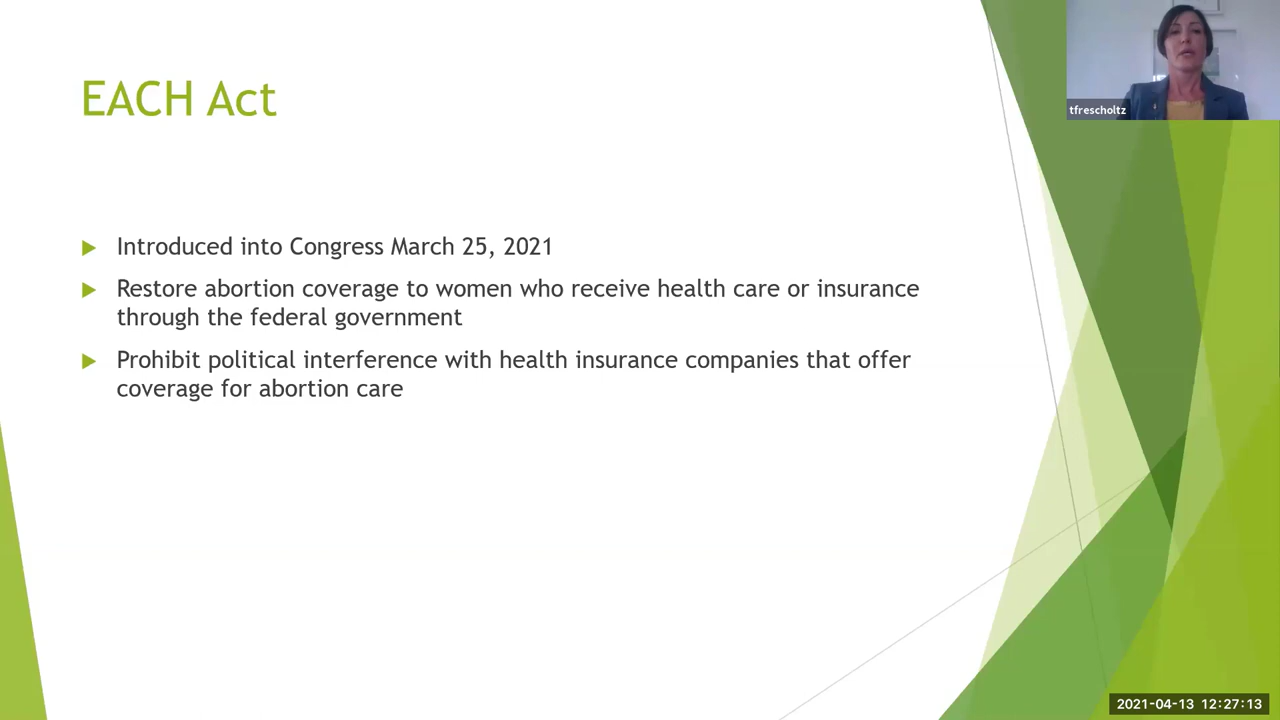 EACH Act
Introduced into Congress March 25, 2021
Restore abortion coverage to women who receive health care or insurance
through the federal government
Prohibit political interference with health insurance companies that offer
coverage for abortion care
tfrescholtz
2021-04-13 12:27:13